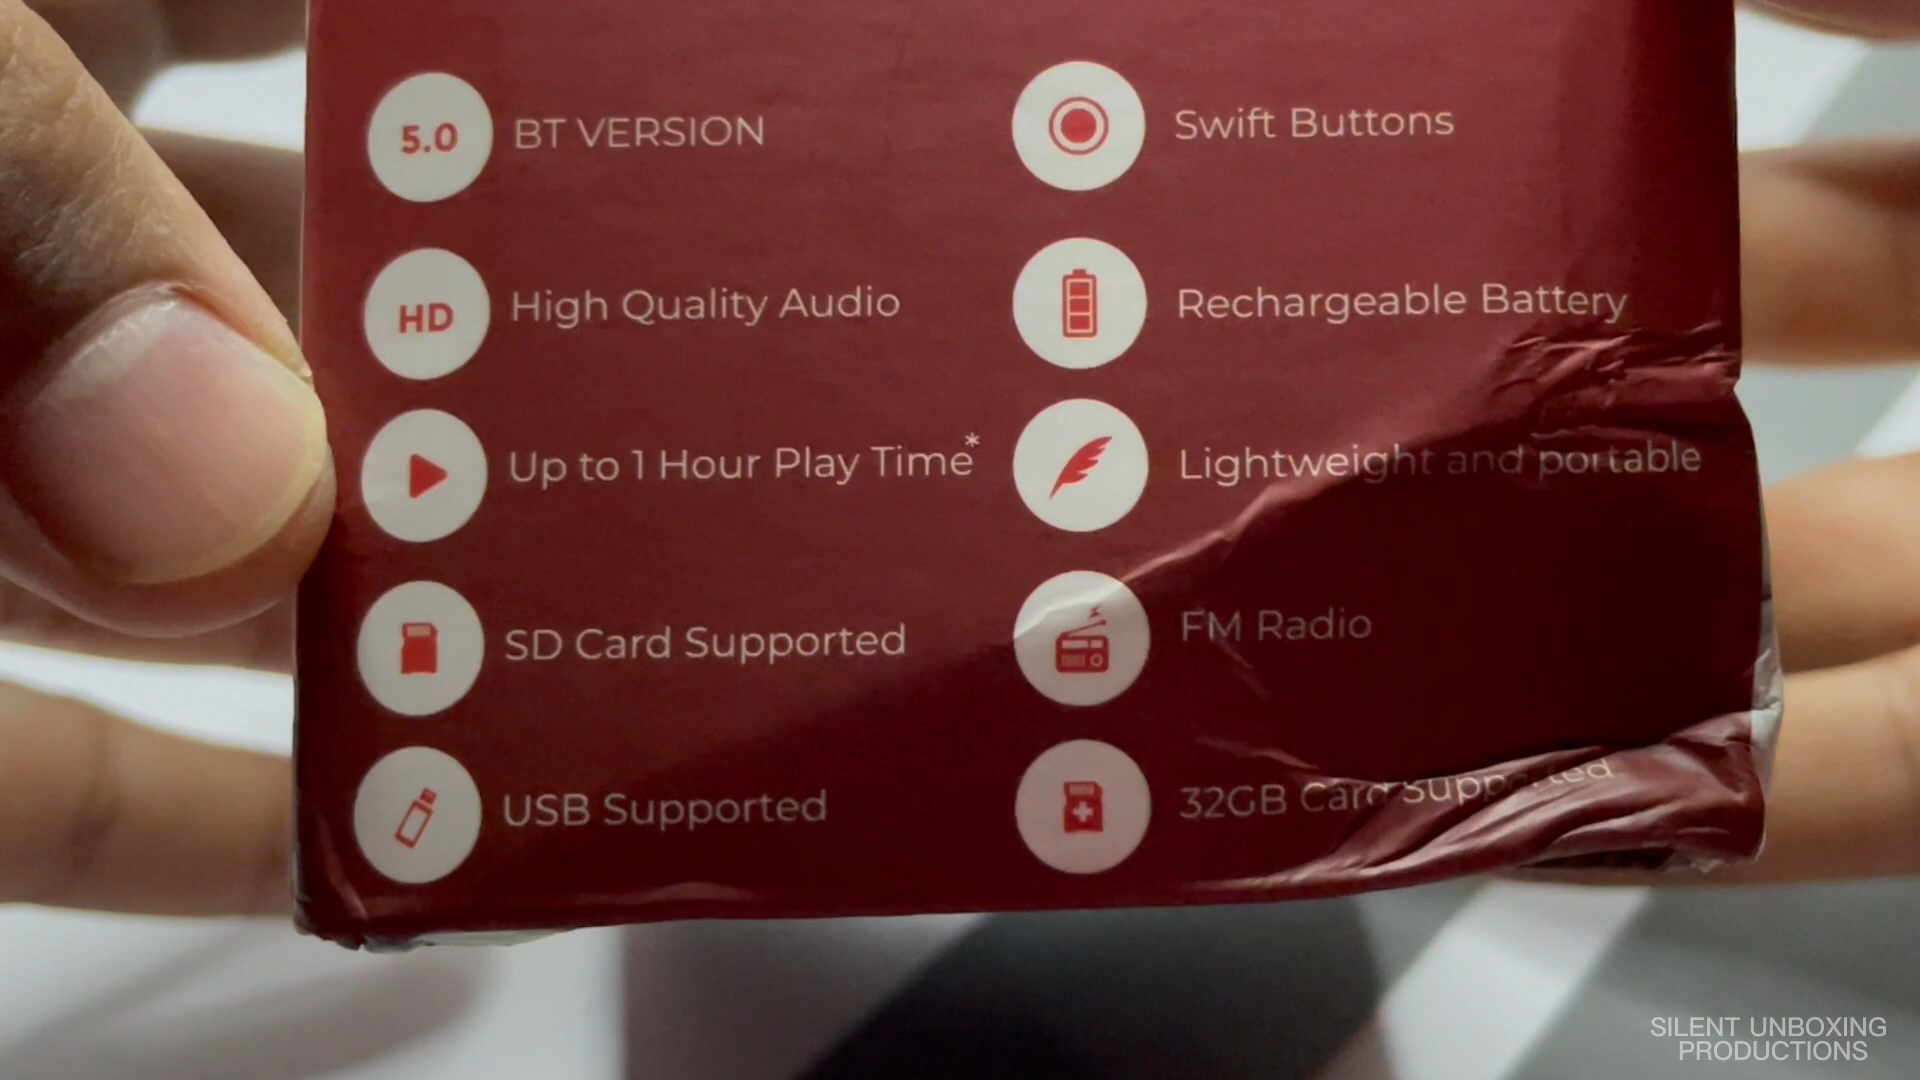 5.0 BT VERSION
Swift Buttons
HD High Quality Audio
Rechargeable Battery
Up to 1 Hour Play Time*
Lightweight and portable
SD Card Supported
FM Radio
USB Supported
32GB Card Supported
SILENT UNBOXING
PRODUCTIONS